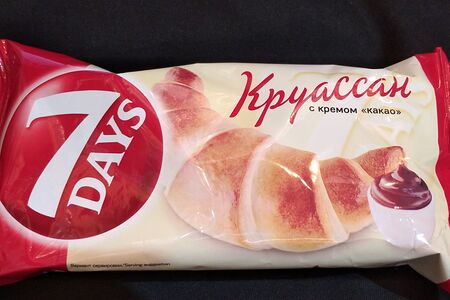 7
DAYS
Круассан
с кремом «какао»
Вариант сервировки/Serving suggestion